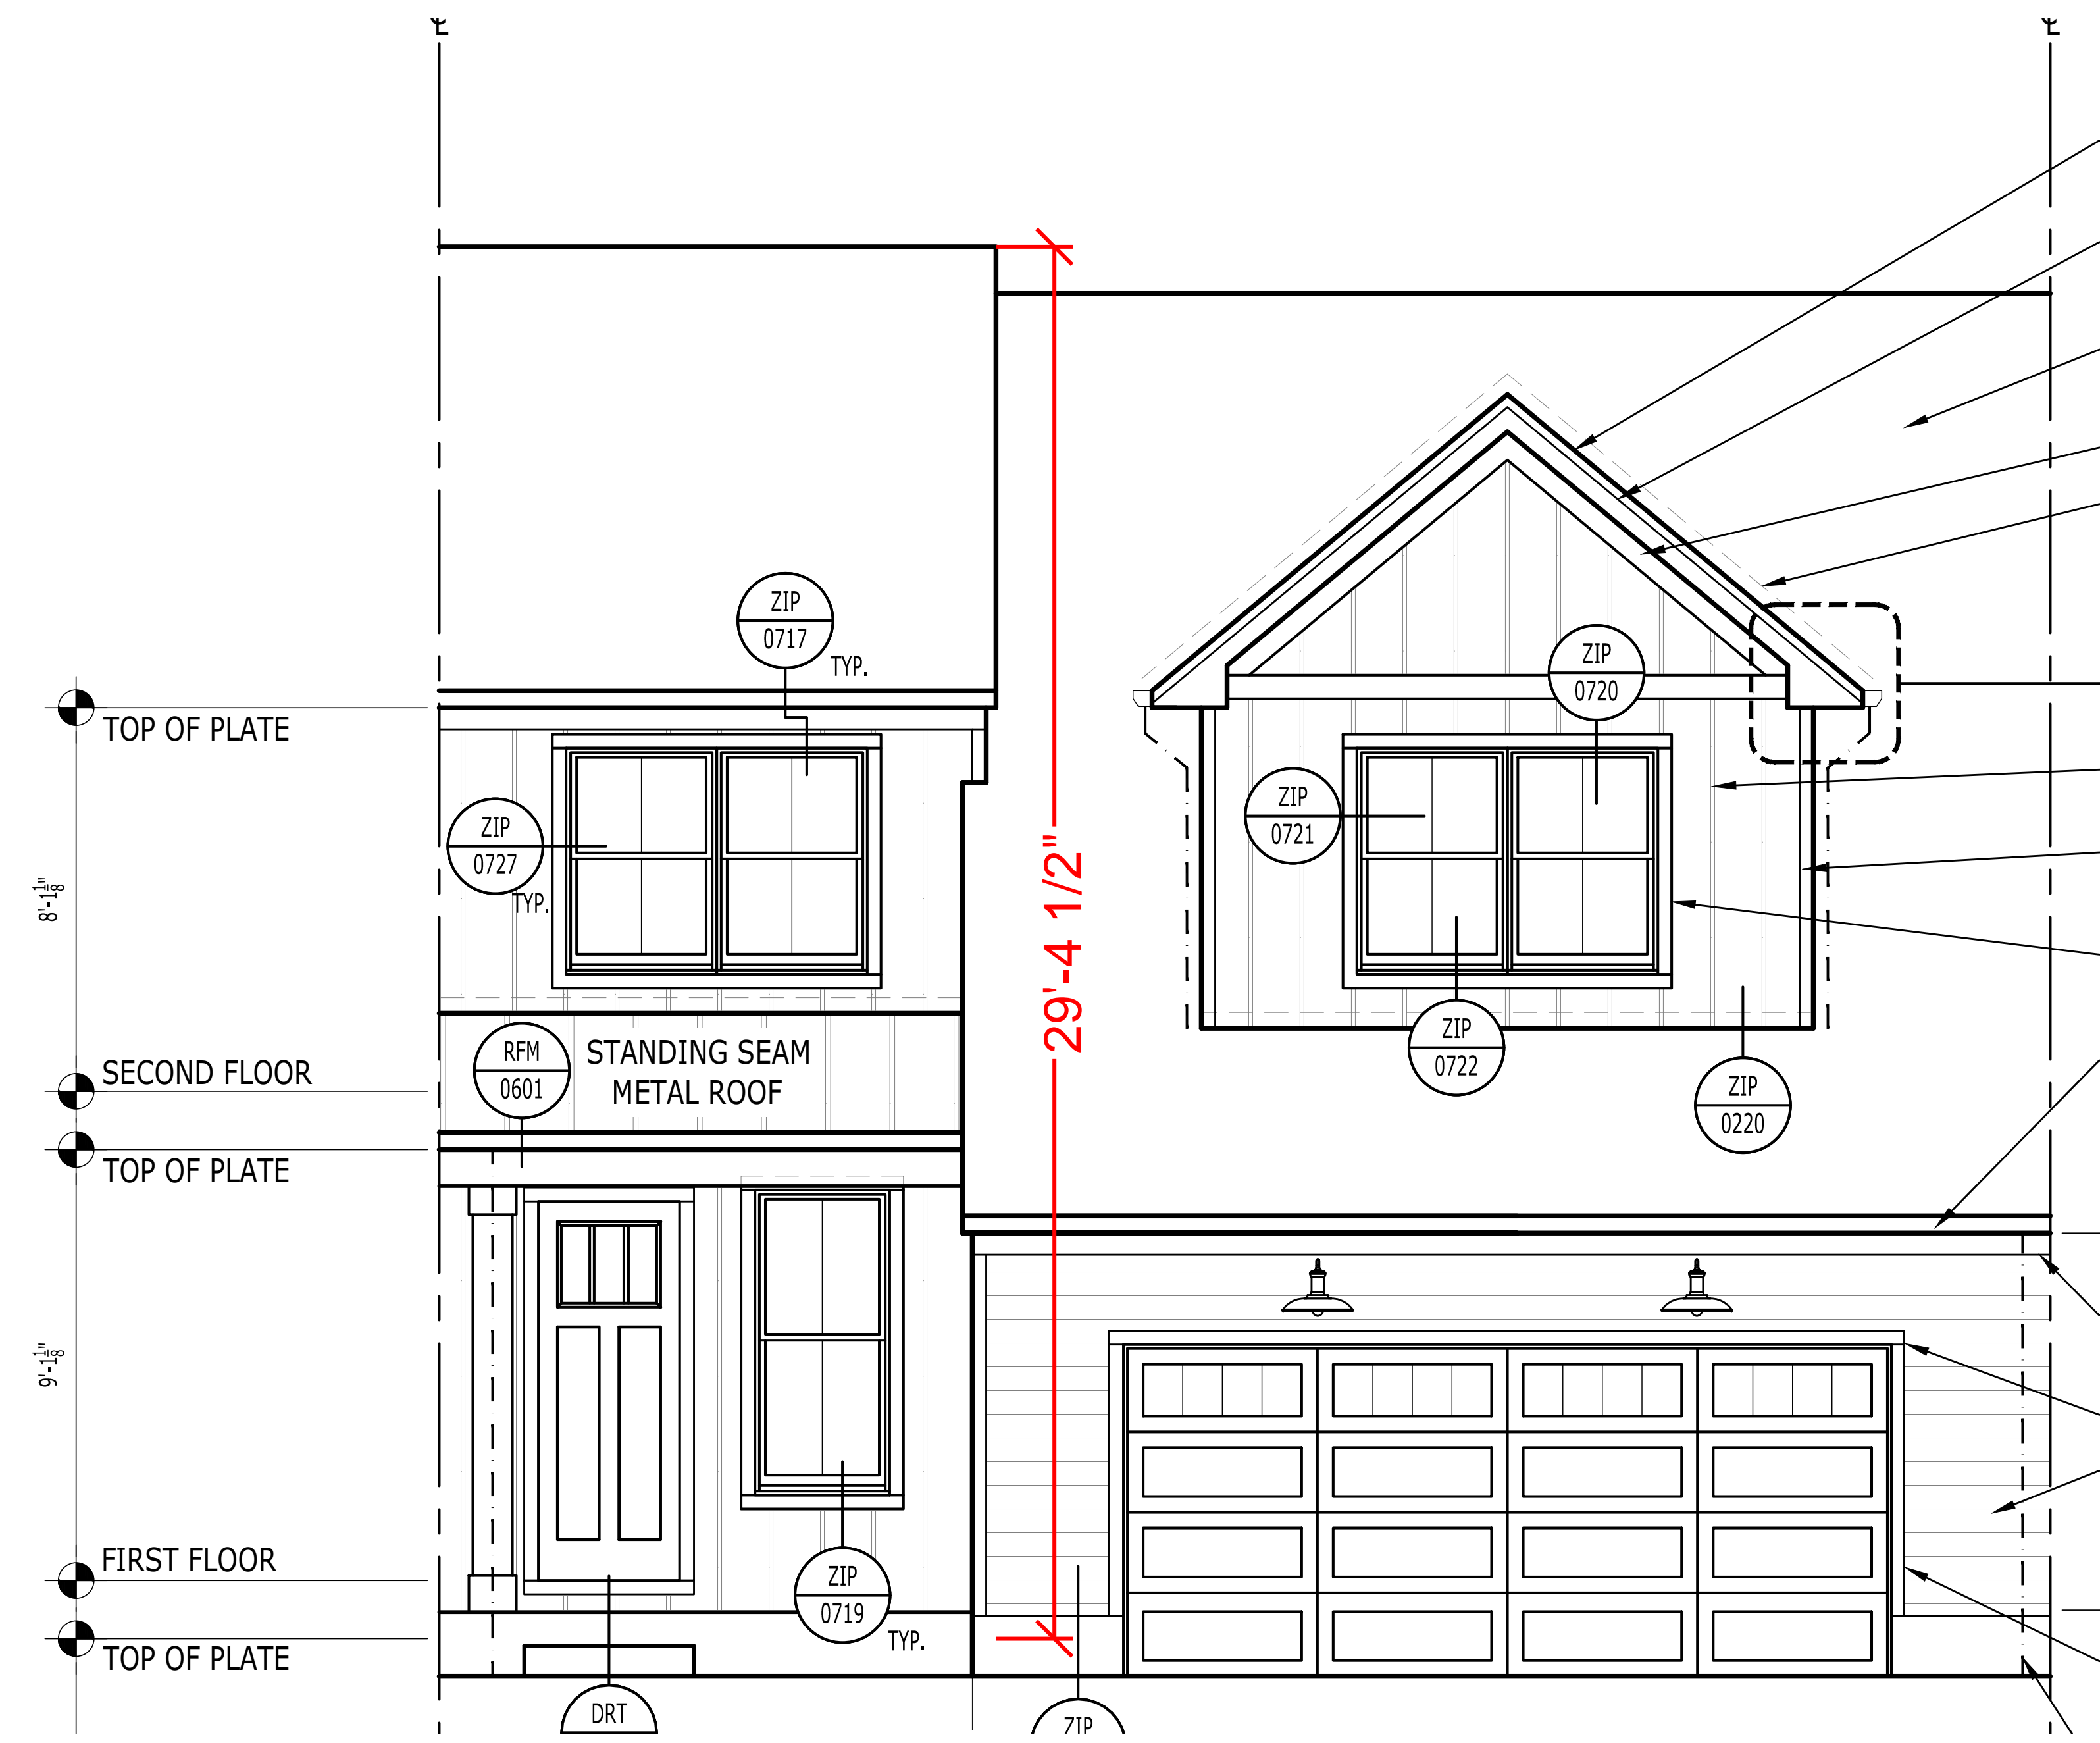 ℄
℄
ZIP
0717
TYP.
ZIP
0720
TOP OF PLATE
ZIP
0721
ZIP
0727
TYP.
8'-1 1/8"
29'-4 1/2"
STANDING SEAM
METAL ROOF
RFM
0601
ZIP
0722
SECOND FLOOR
ZIP
0220
TOP OF PLATE
9'-1 1/8"
FIRST FLOOR
ZIP
0719
TYP.
TOP OF PLATE
DRT
ZIP